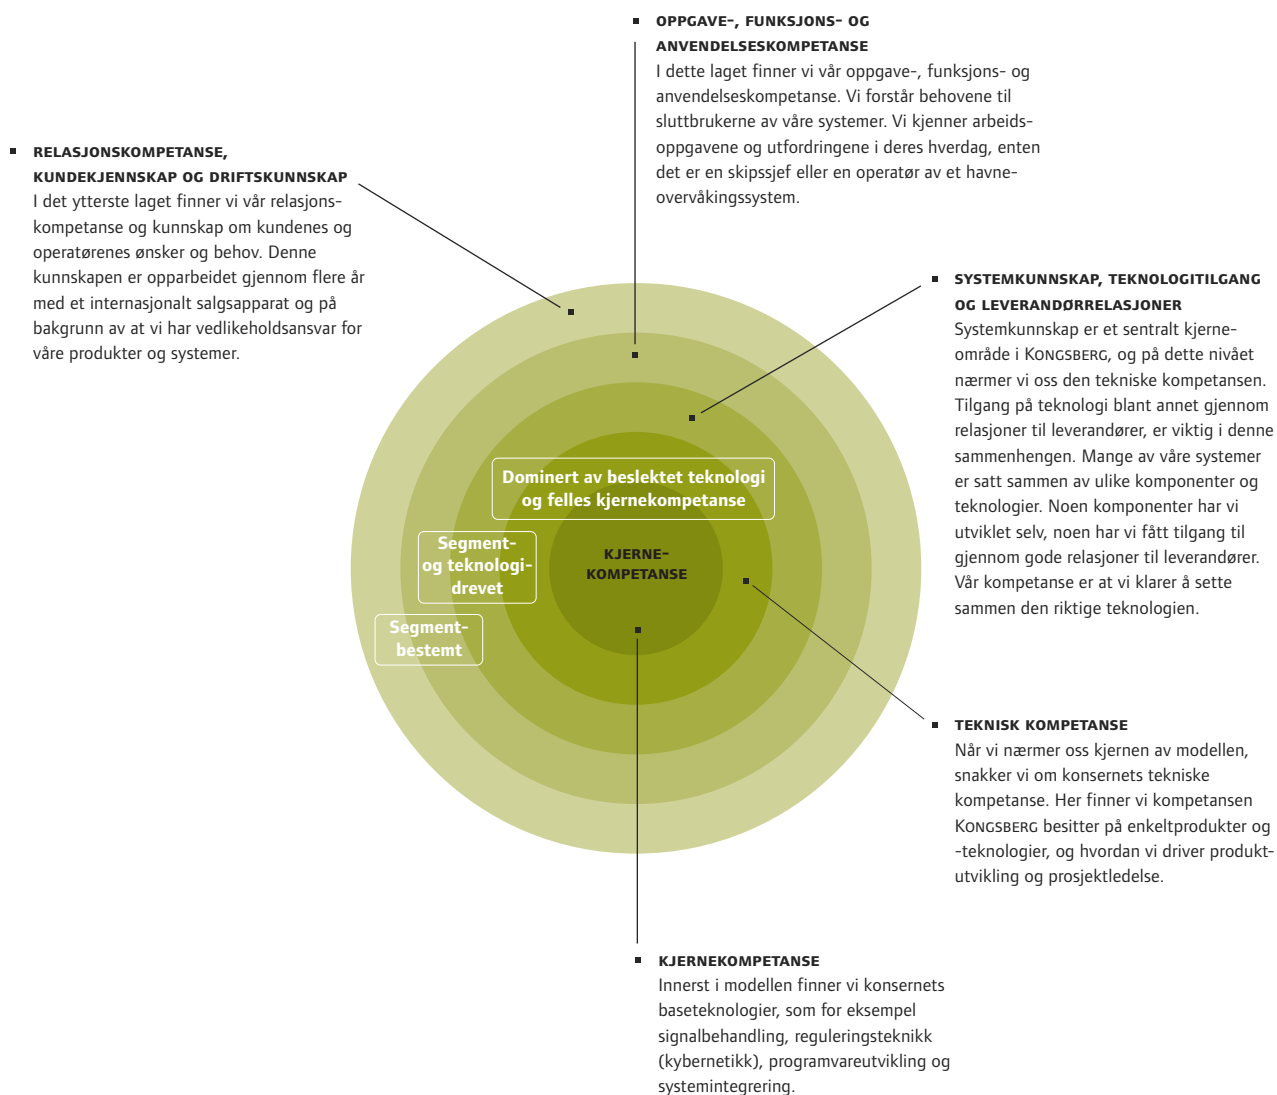 OPPGAVE-, FUNKSJONS- OG
ANVENDELSESKOMPETANSE
I dette laget finner vi vår oppgave-, funksjons- og
anvendelseskompetanse. Vi forstår behovene til
sluttbrukerne av våre systemer. Vi kjenner arbeids-
oppgavene og utfordringene i deres hverdag, enten
det er en skipssjef eller en operatør av et havne-
overvåkingssystem.
RELASJONSKOMPETANSE,
KUNDEKJENNSKAP OG DRIFTSKUNNSKAP
I det ytterste laget finner vi vår relasjons-
kompetanse og kunnskap om kundenes og
operatørenes ønsker og behov. Denne
kunnskapen er opparbeidet gjennom flere år
med et internasjonalt salgsapparat og på
bakgrunn av at vi har vedlikeholdsansvar for
våre produkter og systemer.
SYSTEMKUNNSKAP, TEKNOLOGITILGANG
OG LEVERANDØRRELASJONER
Systemkunnskap er et sentralt kjerne-
område i KONGSBERG, og på dette nivået
nærmer vi oss den tekniske kompetansen.
Tilgang på teknologi blant annet gjennom
relasjoner til leverandører, er viktig i denne
sammenhengen. Mange av våre systemer
er satt sammen av ulike komponenter og
teknologier. Noen komponenter har vi
utviklet selv, noen har vi fått tilgang til
gjennom gode relasjoner til leverandører.
Vår kompetanse er at vi klarer å sette
sammen den riktige teknologien.
Dominert av beslektet teknologi
og felles kjernekompetanse
Segment-
og teknologi-
drevet
Segment-
bestemt
KJERNE-
KOMPETANSE
TEKNISK KOMPETANSE
Når vi nærmer oss kjernen av modellen,
snakker vi om konsernets tekniske
kompetanse. Her finner vi kompetansen
KONGSBERG besitter på enkeltprodukter og
-teknologier, og hvordan vi driver produkt-
utvikling og prosjektledelse.
KJERNEKOMPETANSE
Innerst i modellen finner vi konsernets
baseteknologier, som for eksempel
signalbehandling, reguleringsteknikk
(kybernetikk), programvareutvikling og
systemintegrering.